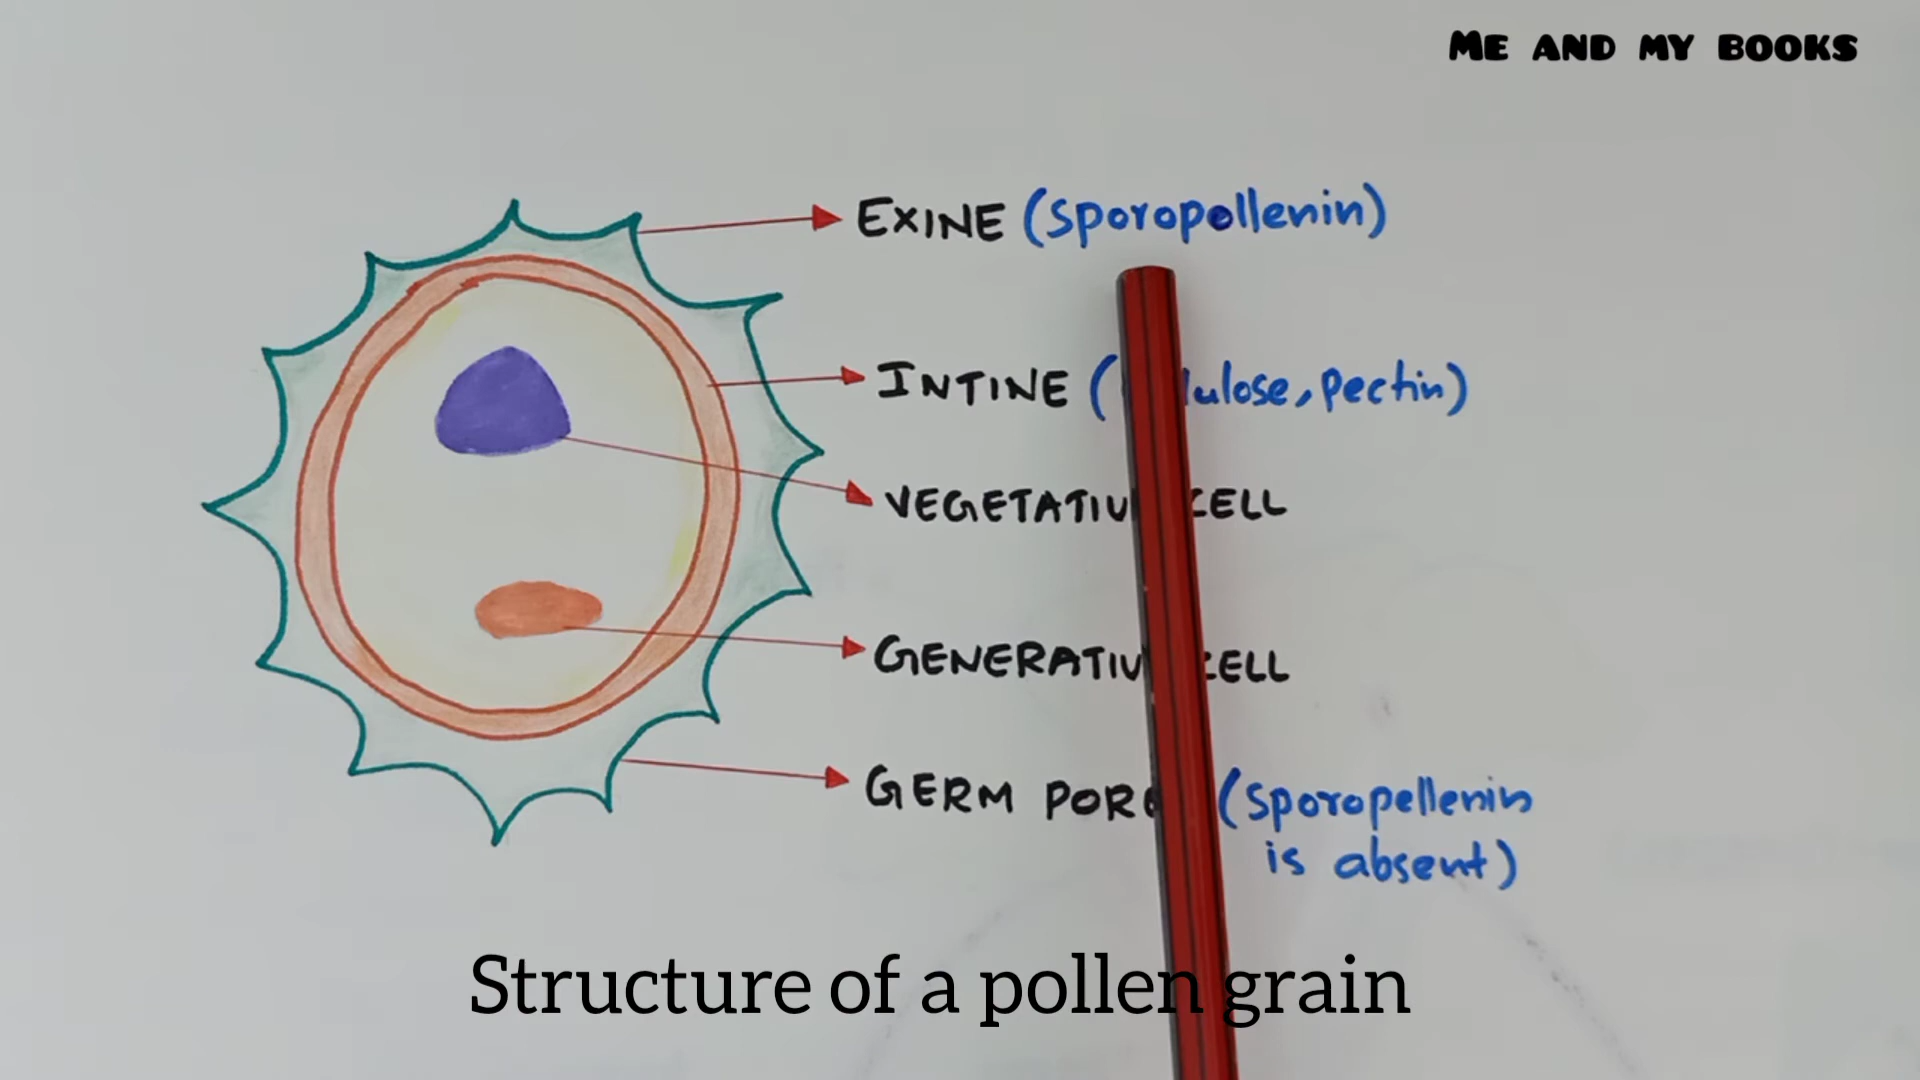 ME AND MY BOOKS
EXINE (sporopollenin)
INTINE ( lulose, pectin)
VEGETATIV CELL
GENERATIV CELL
GERM PORE (sporopellenin
is absent)
Structure of a pollen grain